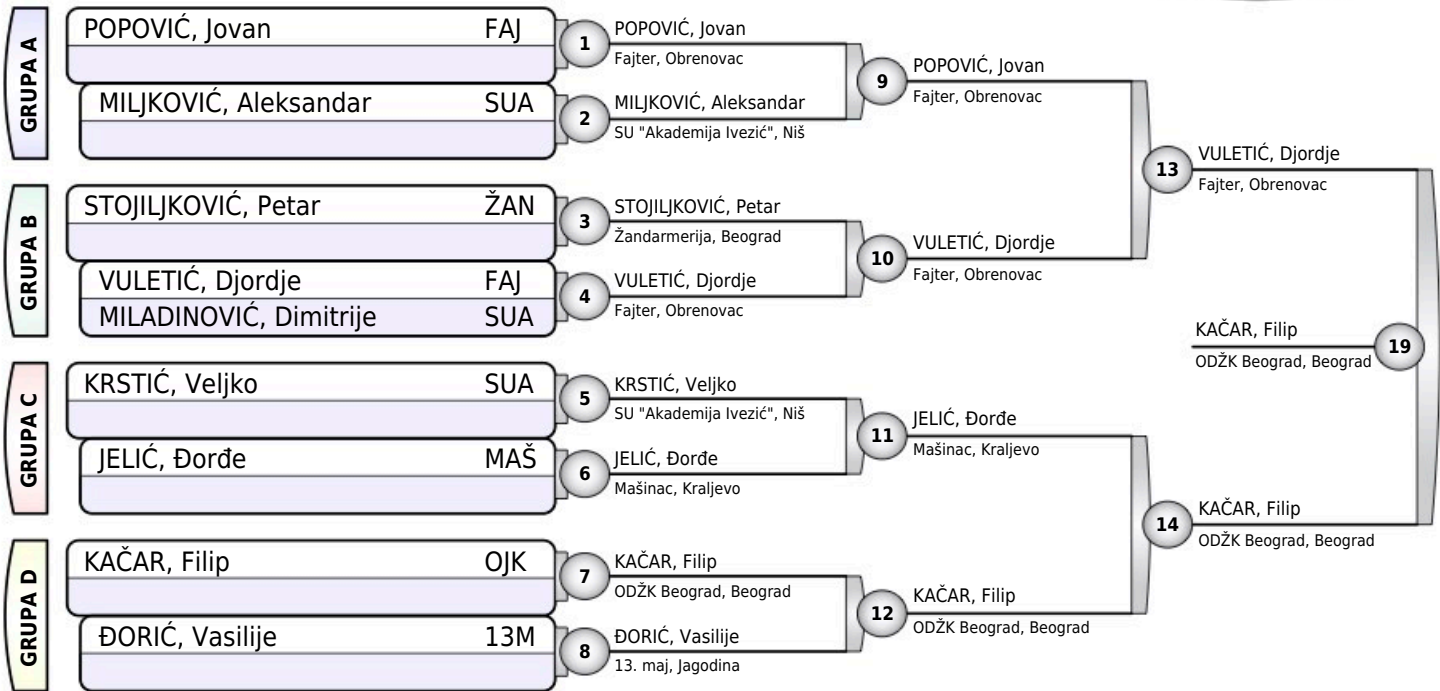 GRUPA A
POPOVIĆ, Jovan FAJ
MILJKOVIĆ, Aleksandar SUA
GRUPA B
STOJILJKOVIĆ, Petar ŽAN
VULETIĆ, Djordje FAJ
MILADINOVIĆ, Dimitrije SUA
GRUPA C
KRSTIĆ, Veljko SUA
JELIĆ, Đorđe MAŠ
GRUPA D
KAČAR, Filip OJK
ĐORIĆ, Vasilije 13M
1
POPOVIĆ, Jovan
Fajter, Obrenovac
2
MILJKOVIĆ, Aleksandar
SU "Akademija Ivezić", Niš
3
STOJILJKOVIĆ, Petar
Žandarmerija, Beograd
4
VULETIĆ, Djordje
Fajter, Obrenovac
5
KRSTIĆ, Veljko
SU "Akademija Ivezić", Niš
6
JELIĆ, Đorđe
Mašinac, Kraljevo
7
KAČAR, Filip
ODŽK Beograd, Beograd
8
ĐORIĆ, Vasilije
13. maj, Jagodina
9
POPOVIĆ, Jovan
Fajter, Obrenovac
10
VULETIĆ, Djordje
Fajter, Obrenovac
11
JELIĆ, Đorđe
Mašinac, Kraljevo
12
KAČAR, Filip
ODŽK Beograd, Beograd
13
VULETIĆ, Djordje
Fajter, Obrenovac
14
KAČAR, Filip
ODŽK Beograd, Beograd
KAČAR, Filip
ODŽK Beograd, Beograd
19